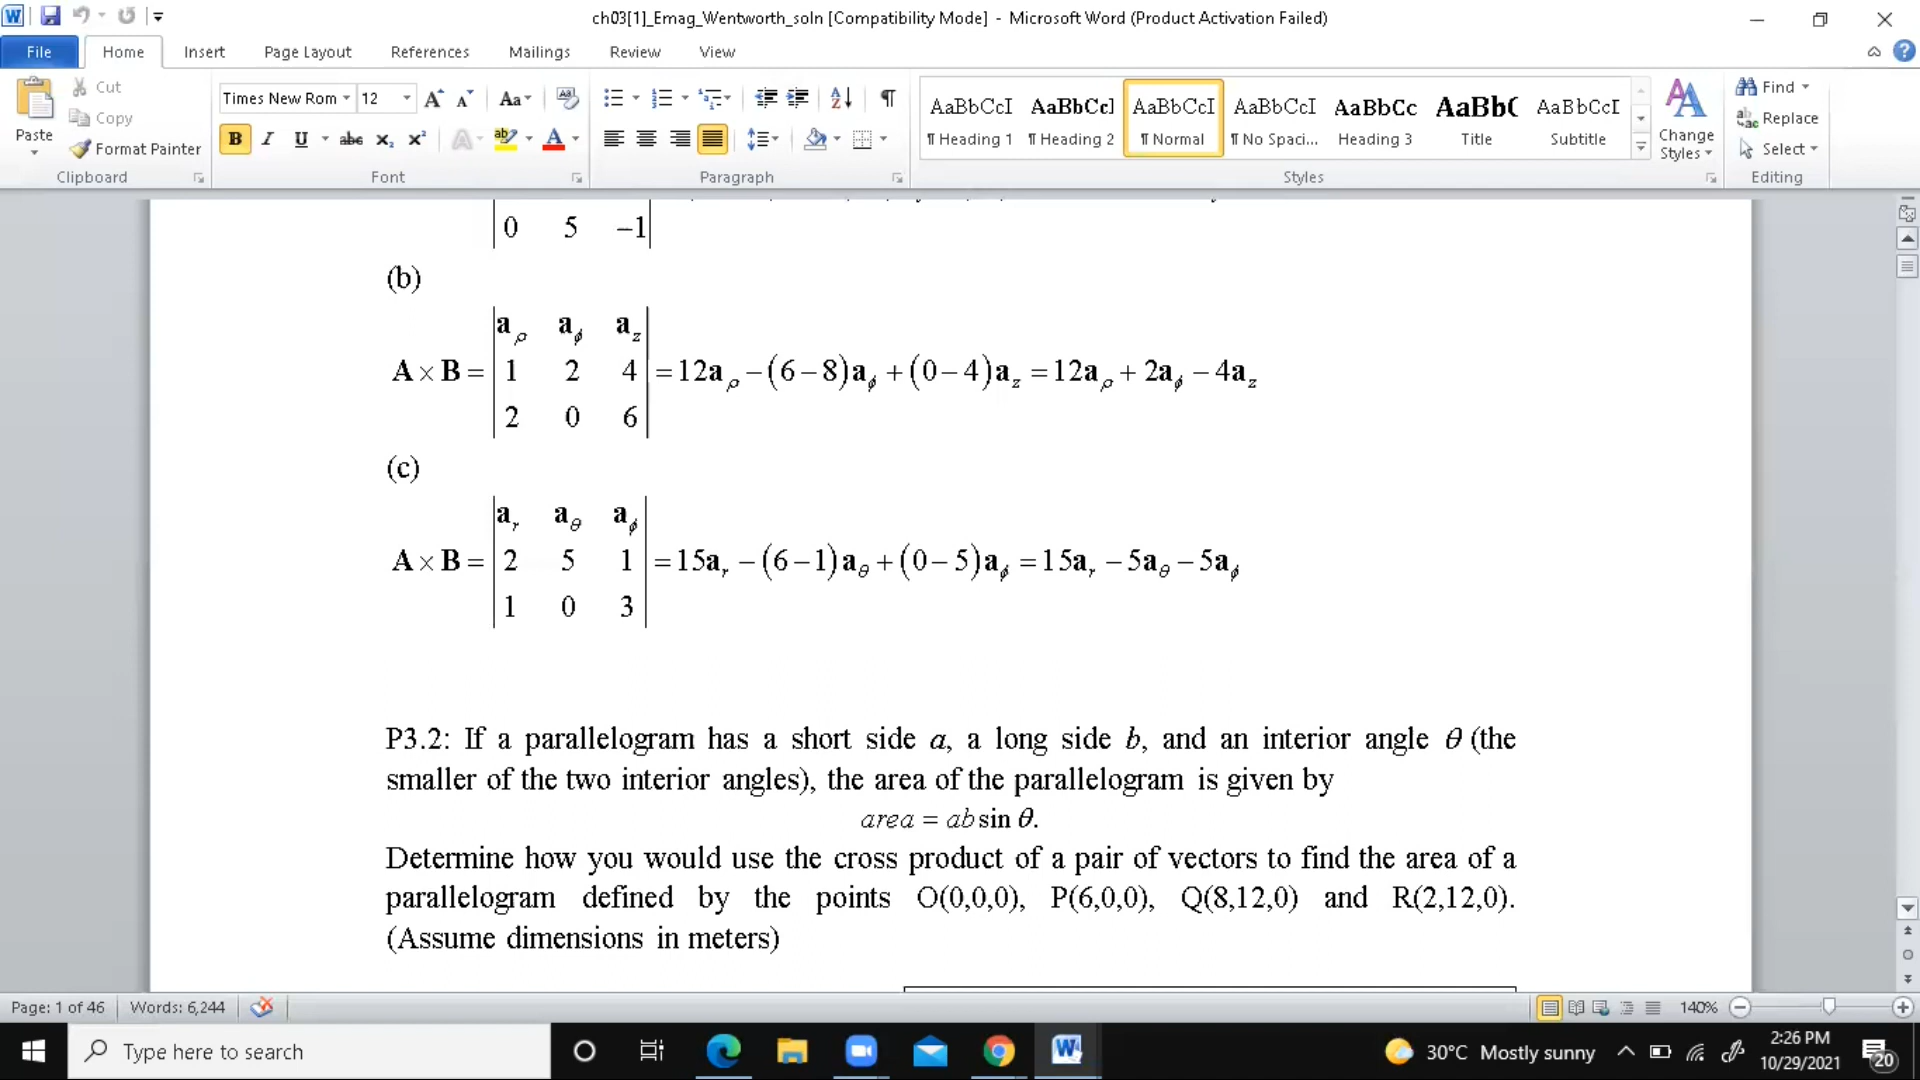 ch03[1]_Emag_Wentworth_soln [Compatibility Mode] - Microsoft Word (Product Activation Failed)
File Home Insert Page Layout References Mailings Review View
Paste Cut Copy Format Painter
Times New Rom 12 Aa
B I U abc x₂ x² ab A
AaBbCcI AaBbCcI AaBbCcI AaBbCcI AaBbCc AaBbC AaBbCcI
¶ Heading 1 ¶ Heading 2 ¶ Normal ¶ No Spaci... Heading 3 Title Subtitle
Change Styles
Find
Replace
Select
Clipboard Font Paragraph Styles Editing
0 5 –1
(b)
a_ρ a_ϕ a_z
A × B = | 1 2 4 | = 12a_ρ − (6 − 8)a_ϕ + (0 − 4)a_z = 12a_ρ + 2a_ϕ − 4a_z
2 0 6
(c)
a_r a_θ a_ϕ
A × B = | 2 5 1 | = 15a_r − (6 − 1)a_θ + (0 − 5)a_ϕ = 15a_r − 5a_θ − 5a_ϕ
1 0 3
P3.2: If a parallelogram has a short side a, a long side b, and an interior angle θ (the
smaller of the two interior angles), the area of the parallelogram is given by
area = ab sin θ.
Determine how you would use the cross product of a pair of vectors to find the area of a
parallelogram defined by the points O(0,0,0), P(6,0,0), Q(8,12,0) and R(2,12,0).
(Assume dimensions in meters)
Page: 1 of 46 Words: 6,244 140%
Type here to search 30°C Mostly sunny 2:26 PM
10/29/2021 20